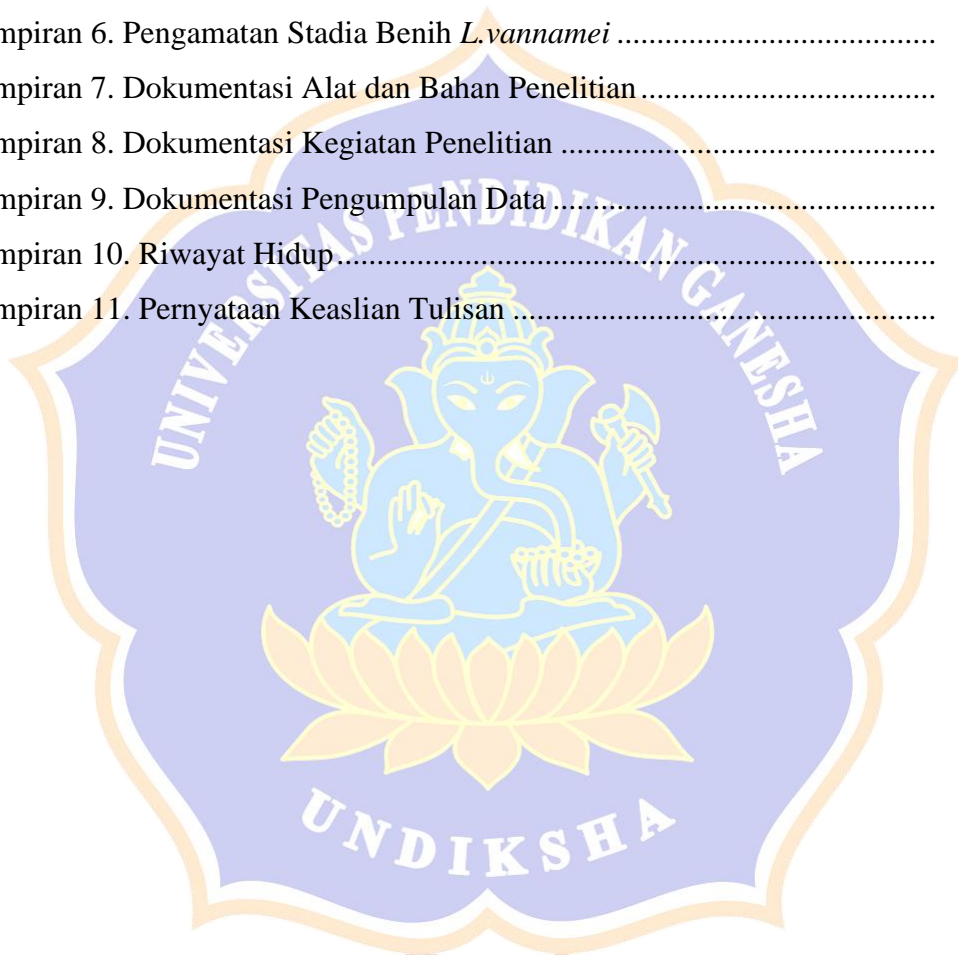 mpiran 6. Pengamatan Stadia Benih L.vannamei ......................................
mpiran 7. Dokumentasi Alat dan Bahan Penelitian ...................................
mpiran 8. Dokumentasi Kegiatan Penelitian .............................................
mpiran 9. Dokumentasi Pengumpulan Data ..............................................
mpiran 10. Riwayat Hidup .......................................................................
mpiran 11. Pernyataan Keaslian Tulisan ...................................................
UNIVERSITAS PENDIDIKAN GANESHA
UNDIKSHA